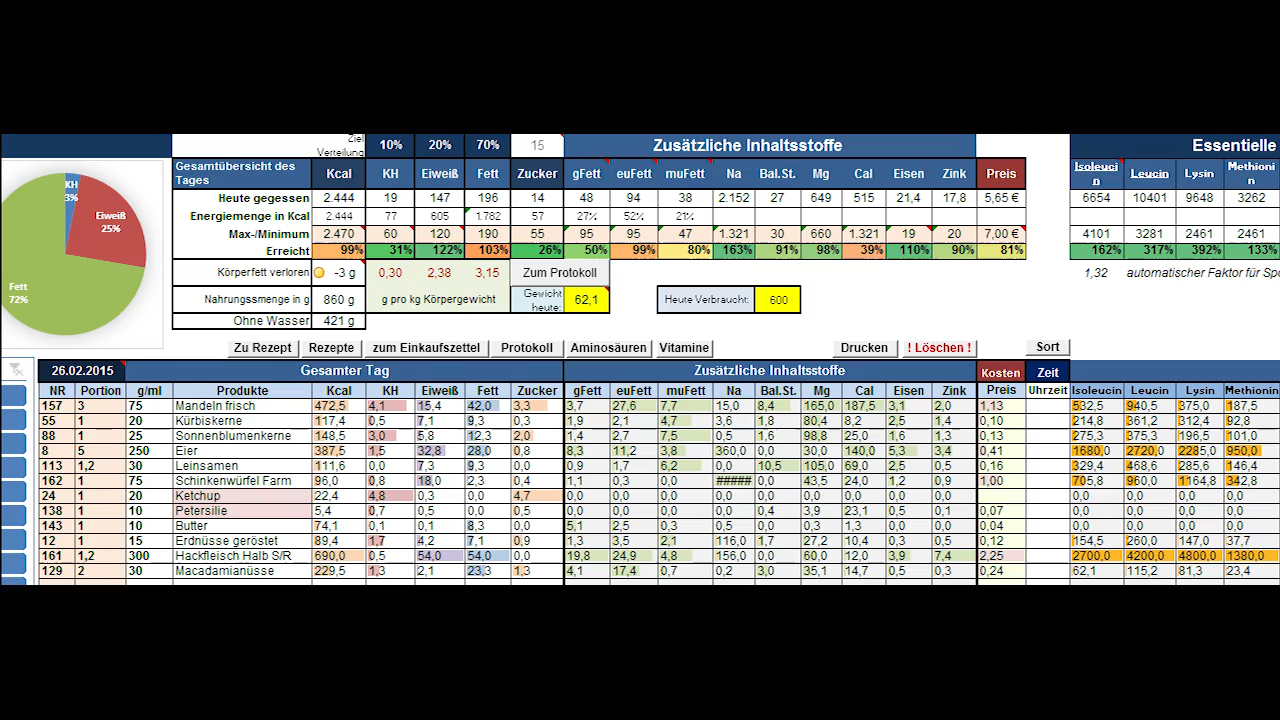 Ziel 10% 20% 70% 15 Zusätzliche Inhaltsstoffe Essentielle
Verteilung
KH 3%
Eiweiß 25%
Fett 72%
Gesamtübersicht des Tages Kcal KH Eiweiß Fett Zucker gFett euFett muFett Na Bal.St. Mg Cal Eisen Zink Preis Isoleucin Leucin Lysin Methionin
Heute gegessen 2.444 19 147 196 14 48 94 38 2.152 27 649 515 21,4 17,8 5,65 € 6654 10401 9648 3262
Energiemenge in Kcal 2.444 77 605 1.782 57 27% 52% 21%
Max-/Minimum 2.470 60 120 190 55 95 95 47 1.321 30 660 1.321 19 20 7,00 € 4101 3281 2461 2461
Erreicht 99% 31% 122% 103% 26% 50% 99% 80% 163% 91% 98% 39% 110% 90% 81% 162% 317% 392% 133%
Körperfett verloren -3 g 0,30 2,38 3,15 Zum Protokoll 1,32 automatischer Faktor für Spo
Nahrungssmenge in g 860 g g pro kg Körpergewicht Gewicht heute: 62,1 Heute Verbraucht: 600
Ohne Wasser 421 g
Zu Rezept Rezepte zum Einkaufszettel Protokoll Aminosäuren Vitamine Drucken ! Löschen ! Sort
26.02.2015 Gesamter Tag Zusätzliche Inhaltsstoffe Kosten Zeit
NR Portion g/ml Produkte Kcal KH Eiweiß Fett Zucker gFett euFett muFett Na Bal.St. Mg Cal Eisen Zink Preis Uhrzeit Isoleucin Leucin Lysin Methionin
157 3 75 Mandeln frisch 472,5 4,1 15,4 42,0 3,3 3,7 27,6 7,7 15,0 8,4 165,0 187,5 3,1 2,0 1,13 532,5 940,5 375,0 187,5
55 1 20 Kürbiskerne 117,4 0,5 7,1 9,3 0,3 1,9 2,1 4,7 3,6 1,8 80,4 8,2 2,5 1,4 0,10 214,8 361,2 312,4 92,8
88 1 25 Sonnenblumenkerne 148,5 3,0 5,8 12,3 2,0 1,4 2,7 7,5 0,5 1,6 98,8 25,0 1,6 1,3 0,13 275,3 375,3 196,5 101,0
8 5 250 Eier 387,5 1,5 32,8 28,0 0,8 8,3 11,2 3,8 360,0 0,0 30,0 140,0 5,3 3,4 0,41 1680,0 2720,0 2285,0 950,0
113 1,2 30 Leinsamen 111,6 0,0 7,3 9,3 0,0 0,9 1,7 6,2 0,0 10,5 105,0 69,0 2,5 0,0 0,16 329,4 468,6 285,6 146,4
162 1 75 Schinkenwürfel Farm 96,0 0,8 18,0 2,3 0,4 1,1 0,3 0,0 ##### 0,0 43,5 24,0 1,2 0,9 1,00 705,8 960,0 1164,8 342,8
24 1 20 Ketchup 22,4 4,8 0,3 0,0 4,7 0,0 0,0 0,0 0,0 0,0 0,0 0,0 0,0 0,0 0,0 0,0 0,0 0,0
138 1 10 Petersilie 5,4 0,7 0,5 0,0 0,5 0,0 0,0 0,0 0,0 0,4 3,9 23,1 0,5 0,1 0,07 0,0 0,0 0,0 0,0
143 1 10 Butter 74,1 0,1 0,1 8,3 0,0 5,1 2,5 0,3 0,5 0,0 0,3 1,3 0,0 0,0 0,04 0,0 0,0 0,0 0,0
12 1 15 Erdnüsse geröstet 89,4 1,7 4,2 7,1 0,9 1,1 2,0 2,1 116,0 1,7 27,2 10,4 0,3 0,5 0,12 154,5 260,0 147,0 37,7
161 1,2 300 Hackfleisch Halb S/R 690,0 0,5 54,0 54,0 0,0 19,8 24,9 4,8 156,0 0,0 60,0 12,0 3,9 7,4 2,25 2700,0 4200,0 4800,0 1380,0
129 2 30 Macadamianüsse 229,5 1,3 2,1 23,3 1,3 4,1 17,4 0,7 0,2 3,0 35,1 14,7 0,5 0,3 0,24 62,1 115,2 81,3 23,4